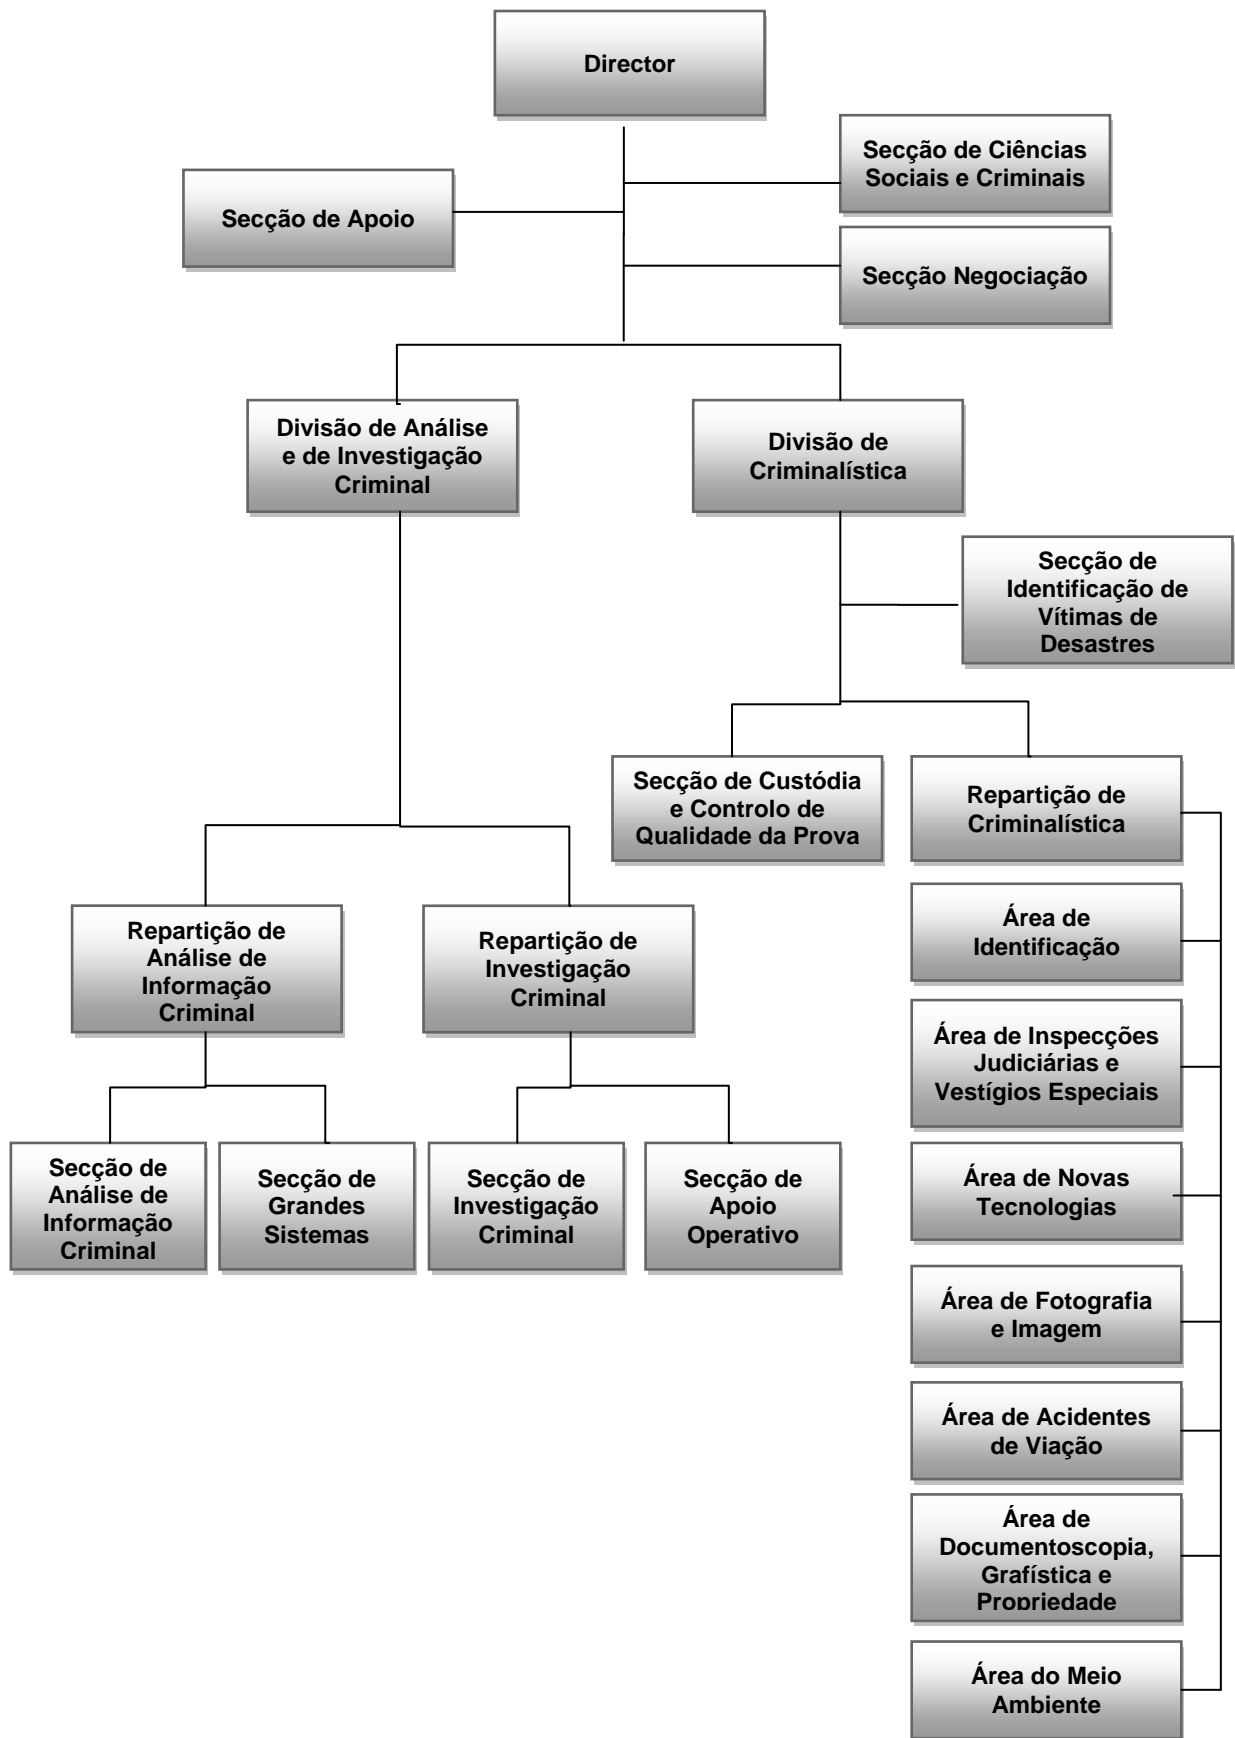 Director
Secção de Ciências
Sociais e Criminais
Secção de Apoio
Secção Negociação
Divisão de Análise
e de Investigação
Criminal
Divisão de
Criminalística
Secção de
Identificação de
Vítimas de
Desastres
Secção de Custódia
e Controlo de
Qualidade da Prova
Repartição de
Criminalística
Repartição de
Análise de
Informação
Criminal
Repartição de
Investigação
Criminal
Área de
Identificação
Área de Inspecções
Judiciárias e
Vestígios Especiais
Secção de
Análise de
Informação
Criminal
Secção de
Grandes
Sistemas
Secção de
Investigação
Criminal
Secção de
Apoio
Operativo
Área de Novas
Tecnologias
Área de Fotografia
e Imagem
Área de Acidentes
de Viação
Área de
Documentoscopia,
Grafística e
Propriedade
Área do Meio
Ambiente